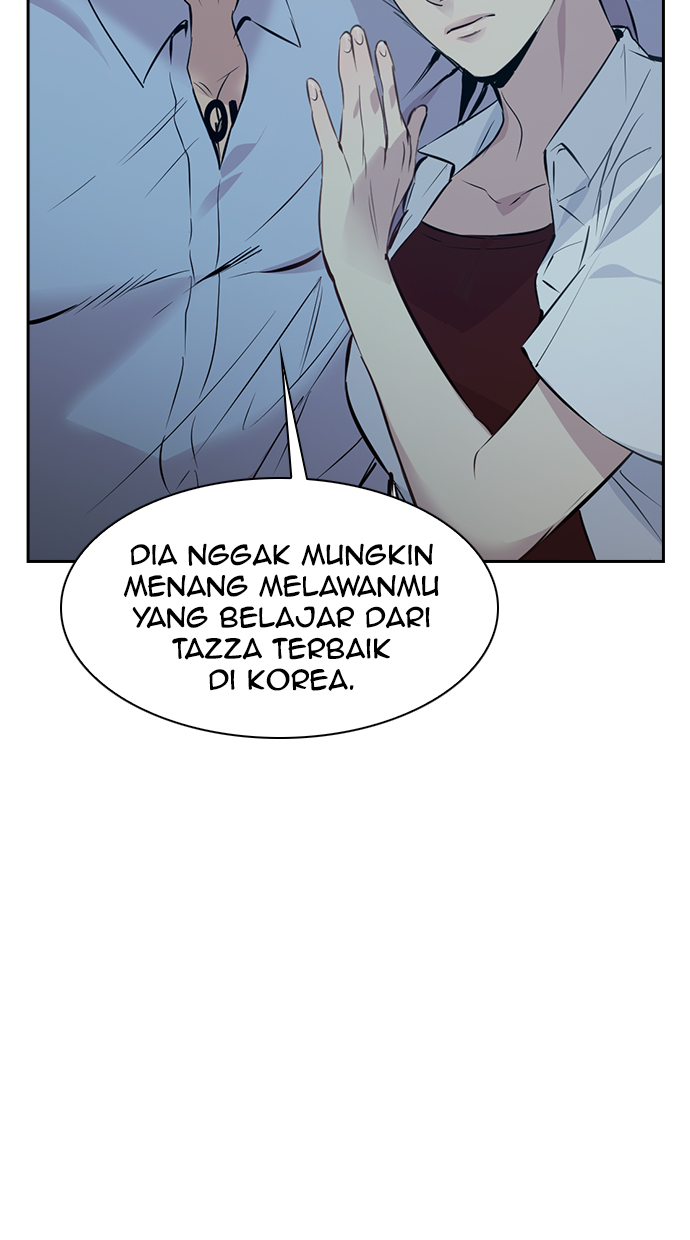 DIA NGGAK MUNGKIN
MENANG MELAWANMU
YANG BELAJAR DARI
TAZZA TERBAIK
DI KOREA.